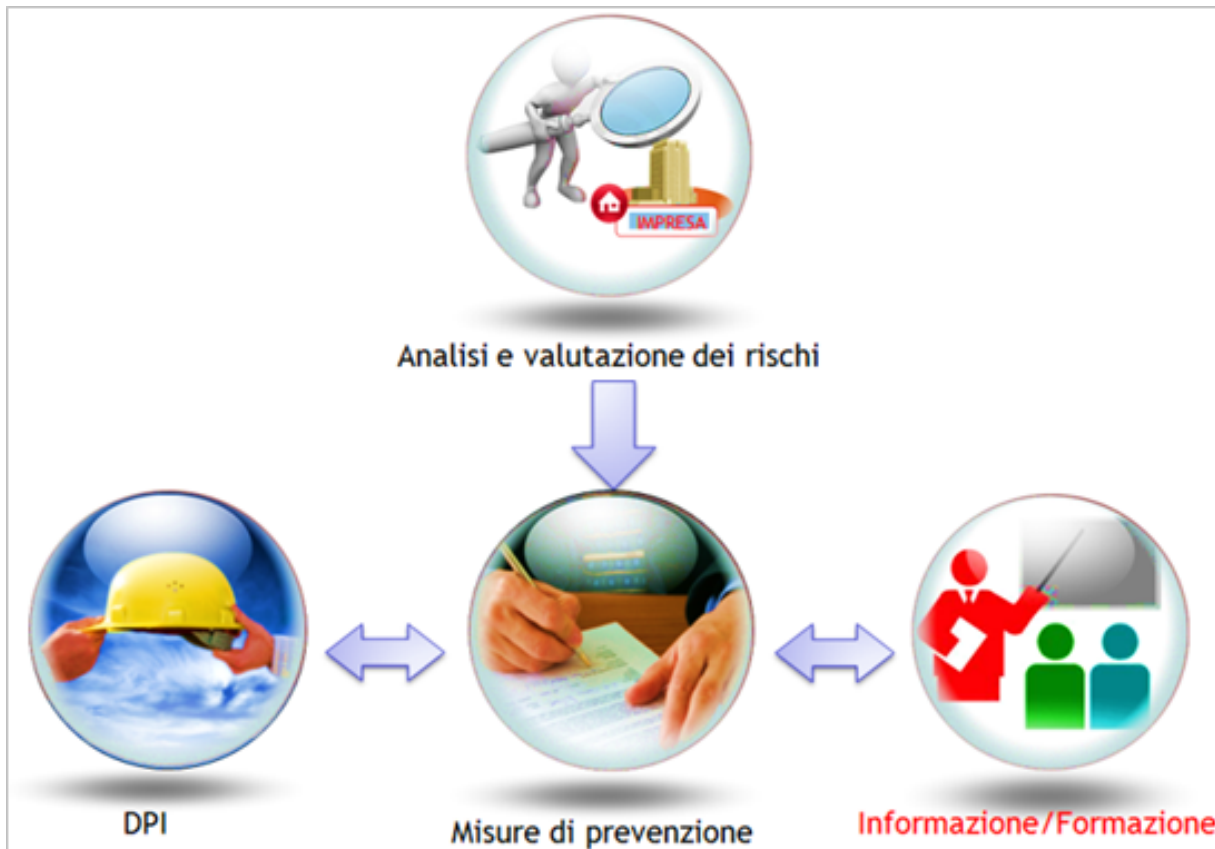 IMPRESA
Analisi e valutazione dei rischi
DPI
Misure di prevenzione
Informazione/Formazione